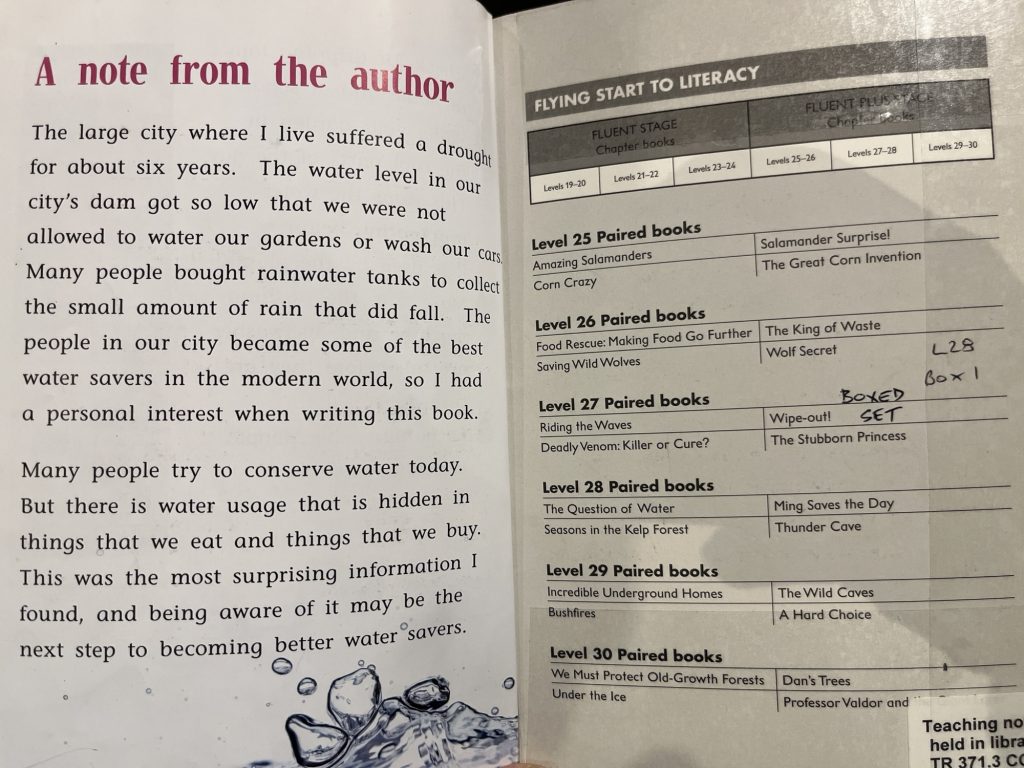 A note from the author
The large city where I live suffered a drought
for about six years. The water level in our
city's dam got so low that we were not
allowed to water our gardens or wash our cars.
Many people bought rainwater tanks to collect
the small amount of rain that did fall. The
people in our city became some of the best
water savers in the modern world, so I had
a personal interest when writing this book.
Many people try to conserve water today.
But there is water usage that is hidden in
things that we eat and things that we buy.
This was the most surprising information I
found, and being aware of it may be the
next step to becoming better water savers.
FLYING START TO LITERACY
FLUENT STAGE
Chapter books
FLUENT PLUS STAGE
Chapter books
Levels 19–20 Levels 21–22 Levels 23–24 Levels 25–26 Levels 27–28 Levels 29–30
Level 25 Paired books
Amazing Salamanders Salamander Surprise!
Corn Crazy The Great Corn Invention
Level 26 Paired books
Food Rescue: Making Food Go Further The King of Waste
Saving Wild Wolves Wolf Secret
L28
Box 1
Level 27 Paired books
BOXED
SET
Riding the Waves Wipe-out!
Deadly Venom: Killer or Cure? The Stubborn Princess
Level 28 Paired books
The Question of Water Ming Saves the Day
Seasons in the Kelp Forest Thunder Cave
Level 29 Paired books
Incredible Underground Homes The Wild Caves
Bushfires A Hard Choice
Level 30 Paired books
We Must Protect Old-Growth Forests Dan's Trees
Under the Ice Professor Valdor and
Teaching no
held in libra
TR 371.3 CO